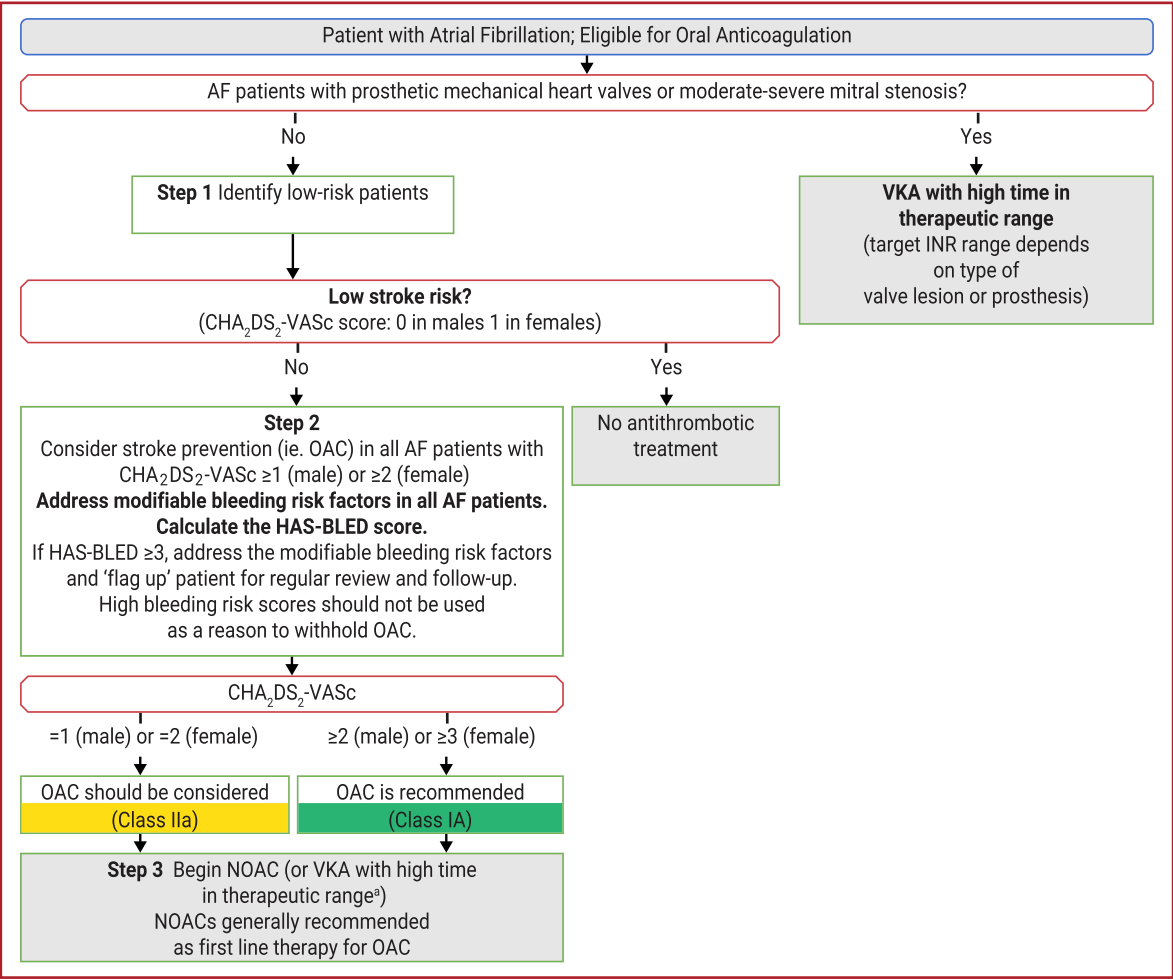 Patient with Atrial Fibrillation; Eligible for Oral Anticoagulation
AF patients with prosthetic mechanical heart valves or moderate-severe mitral stenosis?
No
Yes
Step 1 Identify low-risk patients
VKA with high time in
therapeutic range
(target INR range depends
on type of
valve lesion or prosthesis)
Low stroke risk?
(CHA₂DS₂-VASc score: 0 in males 1 in females)
No
Yes
Step 2
Consider stroke prevention (ie. OAC) in all AF patients with
CHA₂DS₂-VASc ≥1 (male) or ≥2 (female)
Address modifiable bleeding risk factors in all AF patients.
Calculate the HAS-BLED score.
If HAS-BLED ≥3, address the modifiable bleeding risk factors
and ‘flag up’ patient for regular review and follow-up.
High bleeding risk scores should not be used
as a reason to withhold OAC.
No antithrombotic
treatment
CHA₂DS₂-VASc
=1 (male) or =2 (female)
≥2 (male) or ≥3 (female)
OAC should be considered
(Class IIa)
OAC is recommended
(Class IA)
Step 3 Begin NOAC (or VKA with high time
in therapeutic rangeᵃ)
NOACs generally recommended
as first line therapy for OAC